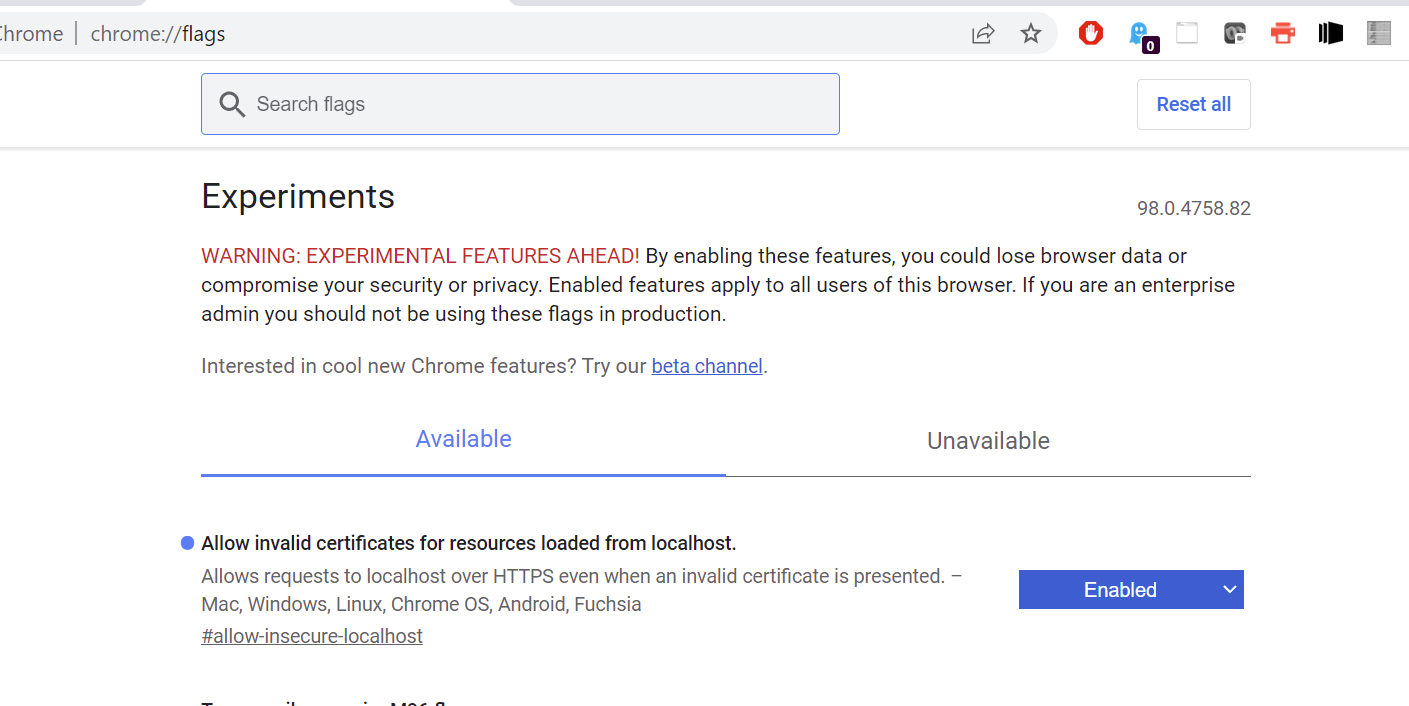 Chrome | chrome://flags
0
Search flags
Reset all
Experiments
98.0.4758.82
WARNING: EXPERIMENTAL FEATURES AHEAD! By enabling these features, you could lose browser data or
compromise your security or privacy. Enabled features apply to all users of this browser. If you are an enterprise
admin you should not be using these flags in production.
Interested in cool new Chrome features? Try our beta channel.
Available
Unavailable
Allow invalid certificates for resources loaded from localhost.
Allows requests to localhost over HTTPS even when an invalid certificate is presented. –
Mac, Windows, Linux, Chrome OS, Android, Fuchsia
Enabled
#allow-insecure-localhost